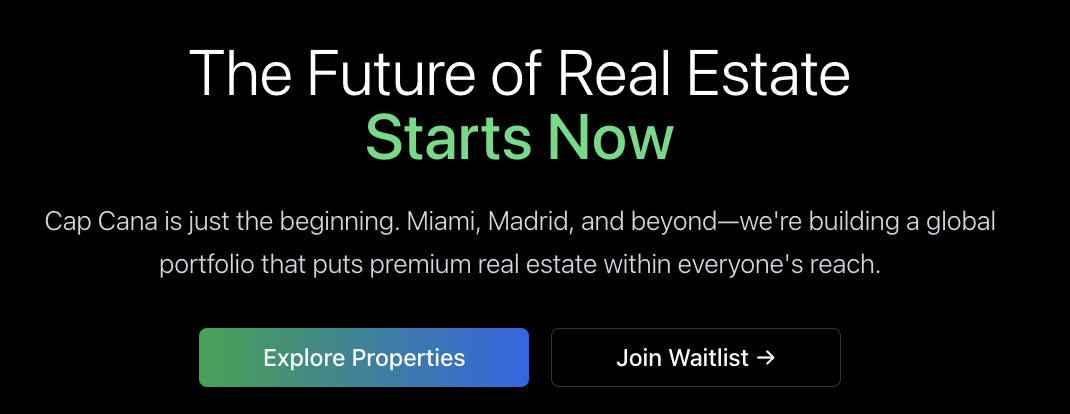 The Future of Real Estate
Starts Now
Cap Cana is just the beginning. Miami, Madrid, and beyond—we're building a global
portfolio that puts premium real estate within everyone's reach.
Explore Properties
Join Waitlist →